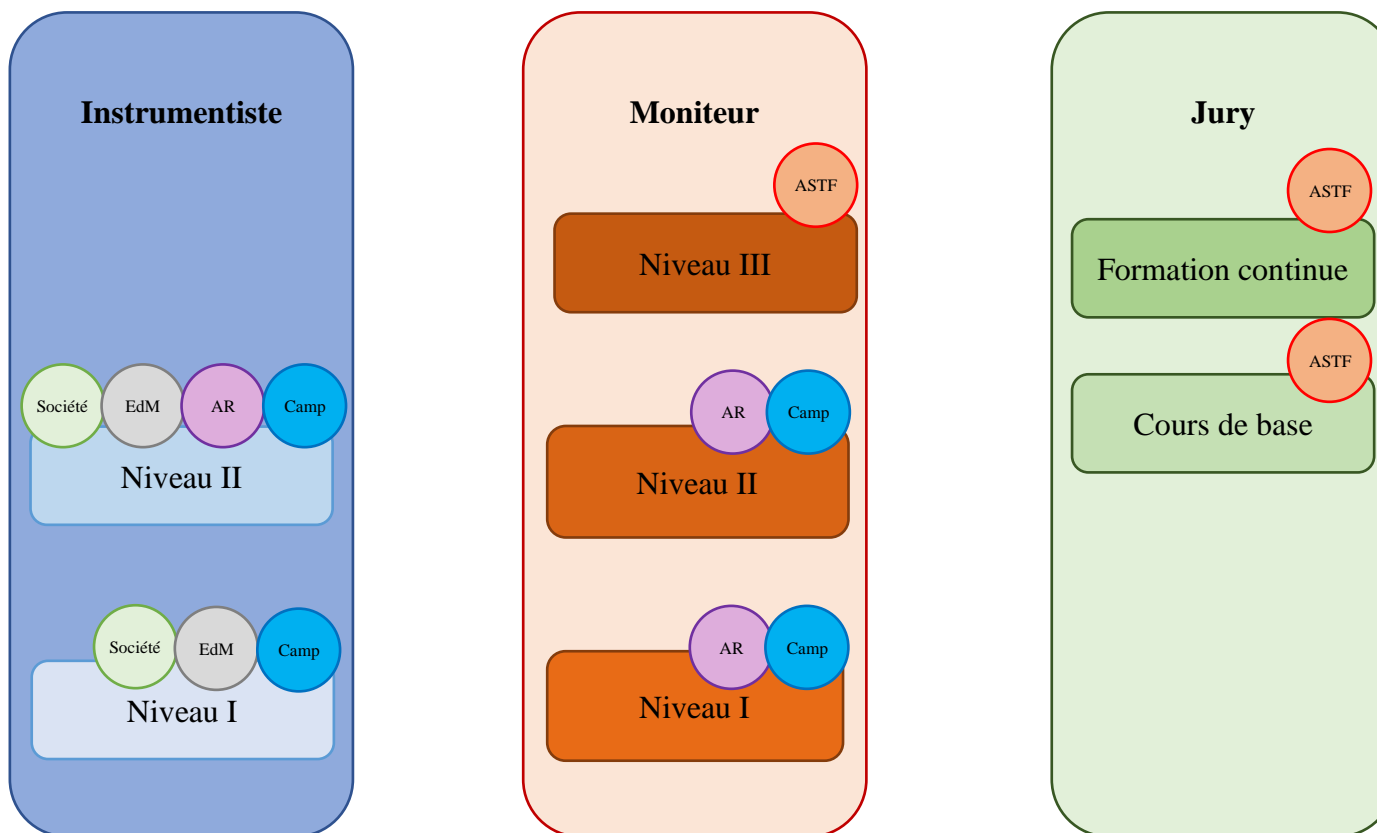 Instrumentiste
Société
EdM
AR
Camp
Niveau II
Société
EdM
Camp
Niveau I
Moniteur
ASTF
Niveau III
AR
Camp
Niveau II
AR
Camp
Niveau I
Jury
ASTF
Formation continue
ASTF
Cours de base